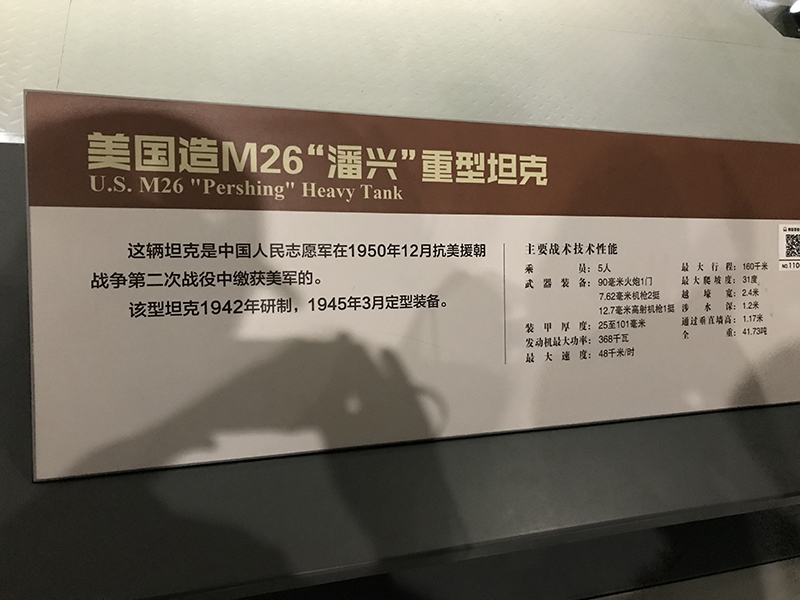 美国造M26“潘兴”重型坦克
U.S. M26 "Pershing" Heavy Tank
这辆坦克是中国人民志愿军在1950年12月抗美援朝
战争第二次战役中缴获美军的。
该型坦克1942年研制，1945年3月定型装备。
主要战术技术性能
乘员：5人
武器装备：90毫米火炮1门
7.62毫米机枪2挺
12.7毫米高射机枪1挺
装甲厚度：25至101毫米
发动机最大功率：368千瓦
最大速度：48千米/时
最大行程：160千米
最大爬坡度：31度
越壕宽：2.4米
涉水深：1.2米
通过垂直墙高：1.17米
全重：41.73吨